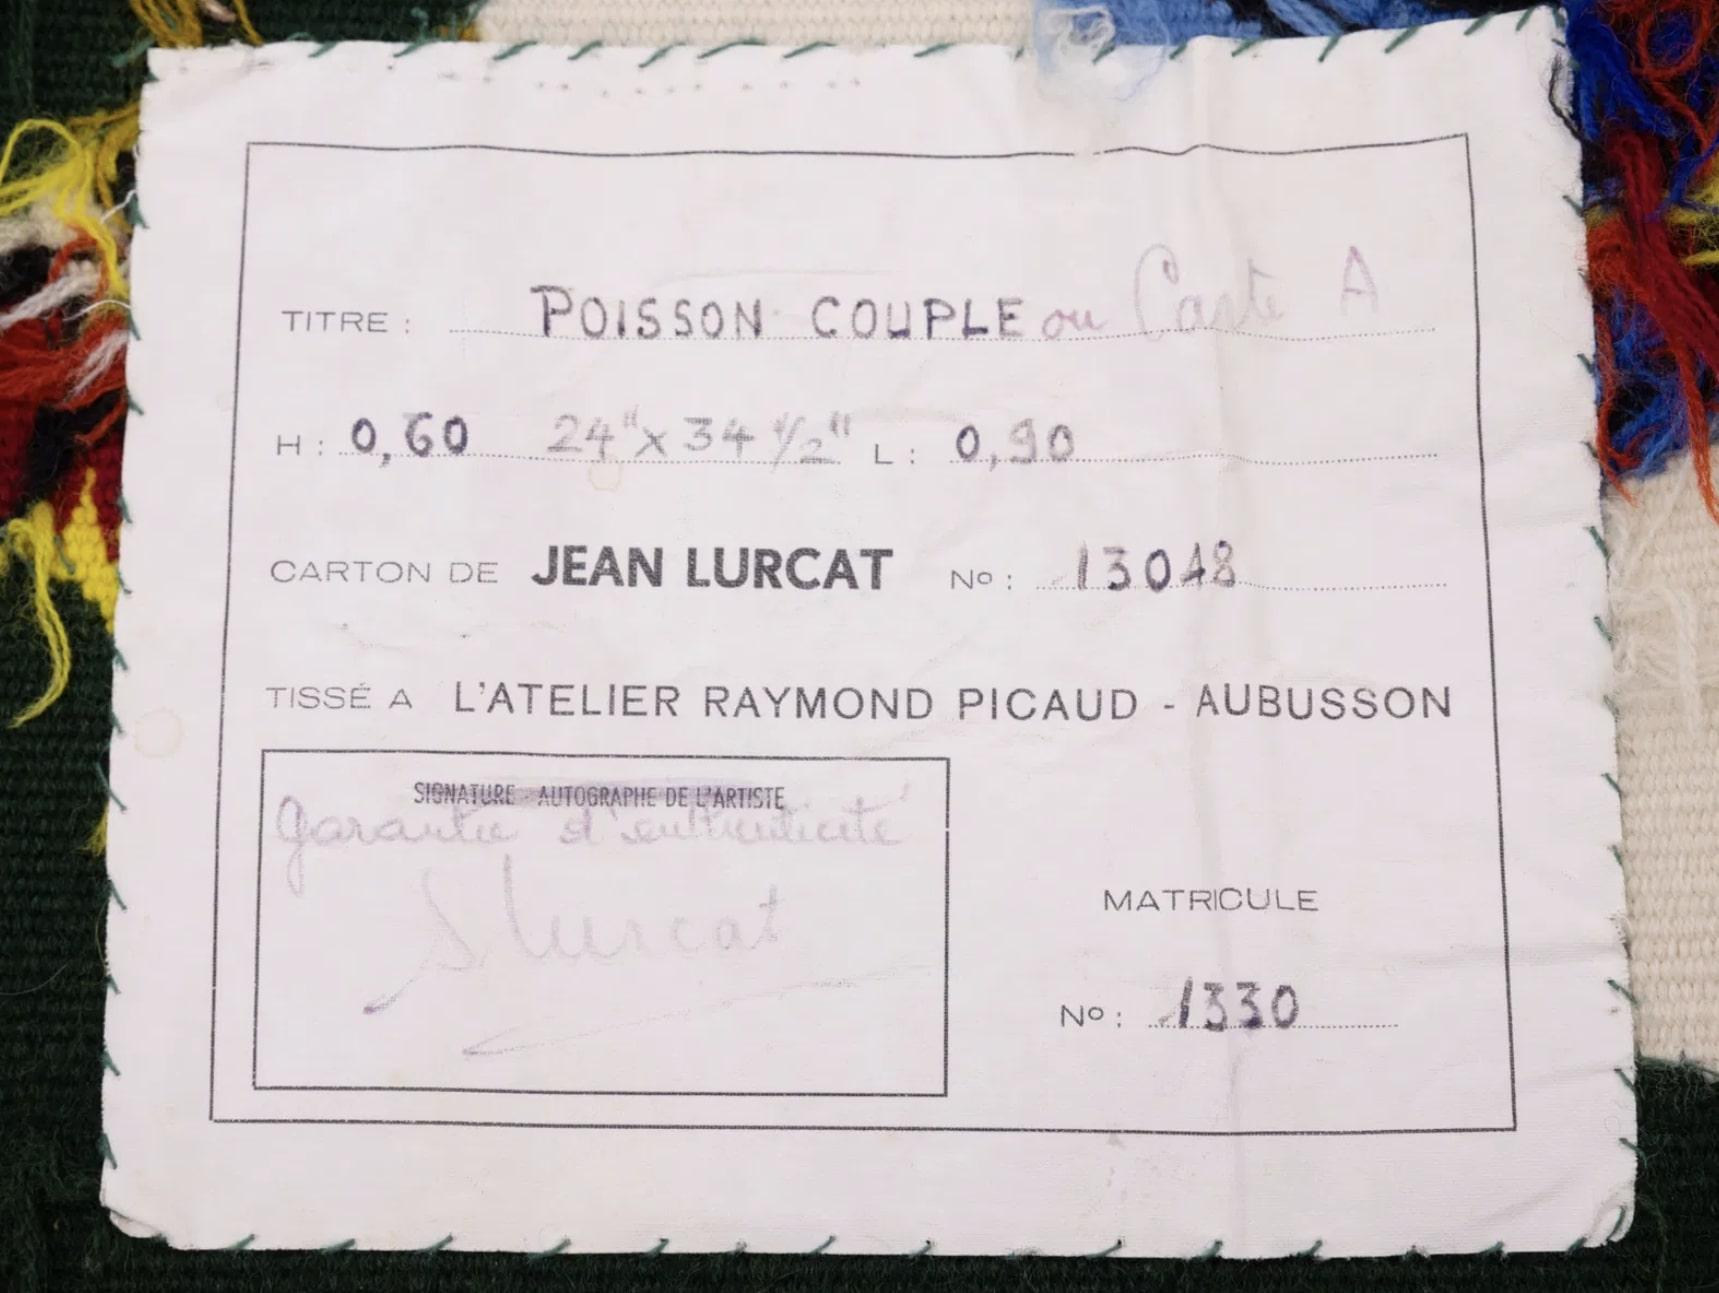 TITRE : POISSON COUPLE ou Carte A
H : 0,60 24" x 34 1/2" L : 0,90
CARTON DE JEAN LURCAT No : 13048
TISSÉ A L'ATELIER RAYMOND PICAUD - AUBUSSON
SIGNATURE - AUTOGRAPHE DE L'ARTISTE
garantie d'authenticité
Lurcat
MATRICULE
No : 1330